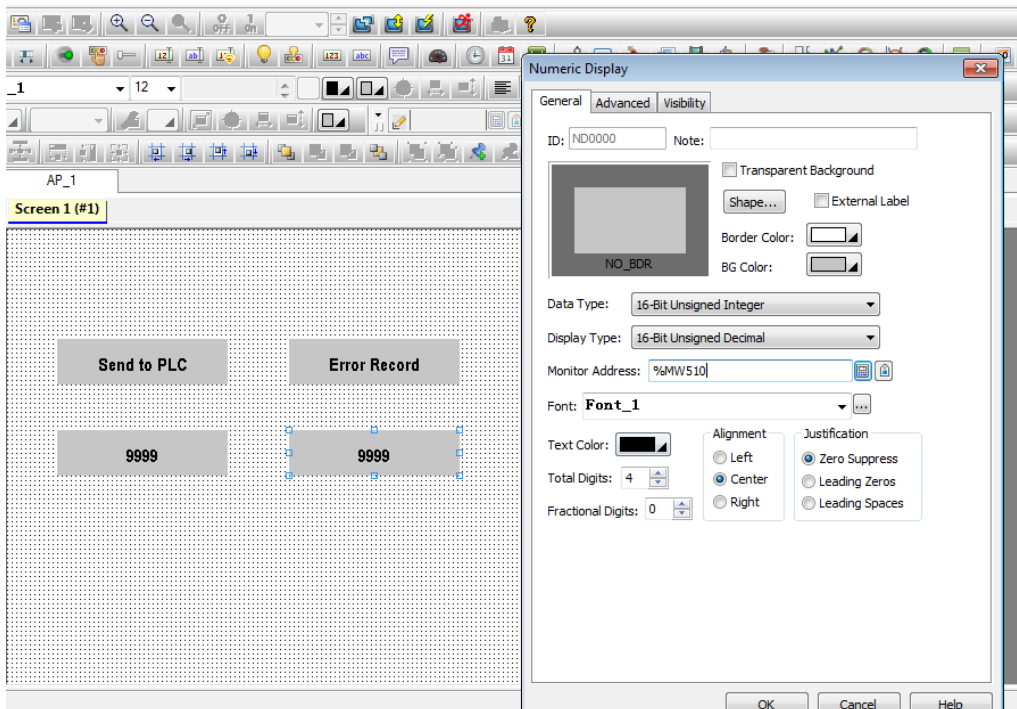 _1
12
AP_1
Screen 1 (#1)
Send to PLC
Error Record
9999
9999
Numeric Display
General
Advanced
Visibility
ID:
ND0000
Note:
NO_BDR
Transparent Background
Shape...
External Label
Border Color:
BG Color:
Data Type:
16-Bit Unsigned Integer
Display Type:
16-Bit Unsigned Decimal
Monitor Address:
%MW510
Font:
Font_1
...
Text Color:
Total Digits:
4
Fractional Digits:
0
Alignment
Left
Center
Right
Justification
Zero Suppress
Leading Zeros
Leading Spaces
OK
Cancel
Help